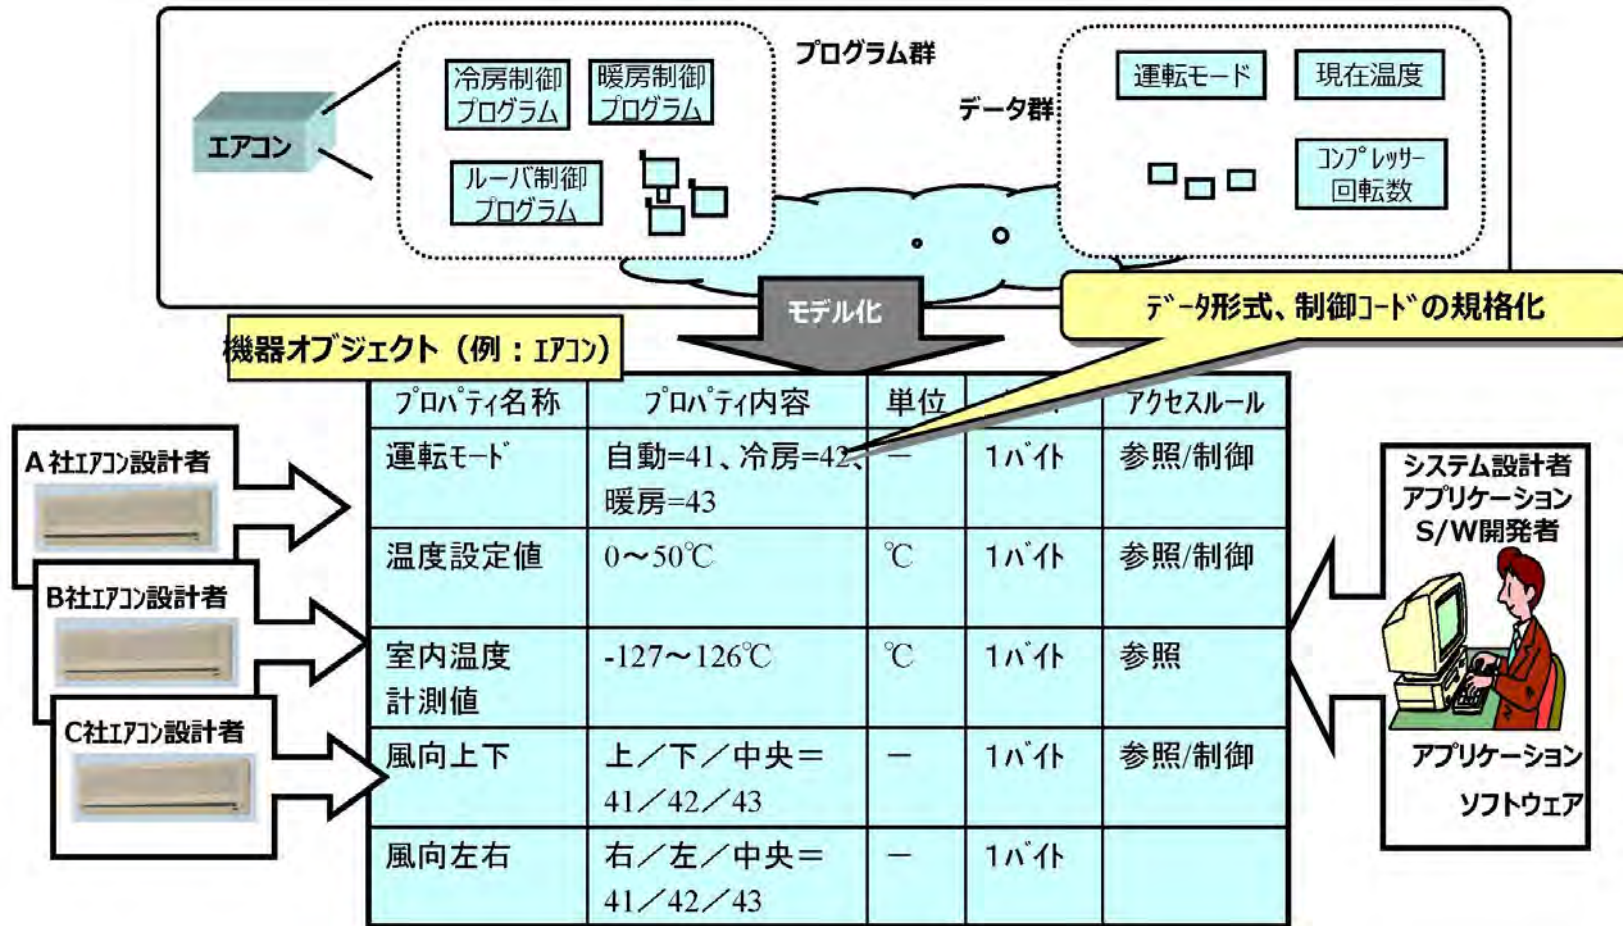 プログラム群
冷房制御
プログラム
暖房制御
プログラム
ルーバ制御
プログラム
エアコン
データ群
運転モード
現在温度
ｺﾝﾌﾟﾚｯｻｰ
回転数
モデル化
ﾃﾞｰﾀ形式、制御ｺｰﾄﾞの規格化
機器オブジェクト（例：ｴｱｺﾝ）
ﾌﾟﾛﾊﾟﾃｨ名称 ﾌﾟﾛﾊﾟﾃｨ内容 単位 ｱｸｾｽﾙｰﾙ
運転ﾓｰﾄﾞ 自動=41、冷房=42、 － 1ﾊﾞｲﾄ 参照/制御
暖房=43
温度設定値 0～50℃ ℃ 1ﾊﾞｲﾄ 参照/制御
室内温度 -127～126℃ ℃ 1ﾊﾞｲﾄ 参照
計測値
風向上下 上／下／中央＝ － 1ﾊﾞｲﾄ 参照/制御
41／42／43
風向左右 右／左／中央＝ － 1ﾊﾞｲﾄ
41／42／43
A社ｴｱｺﾝ設計者
B社ｴｱｺﾝ設計者
C社ｴｱｺﾝ設計者
システム設計者
アプリケーション
S/W開発者
アプリケーション
ソフトウェア